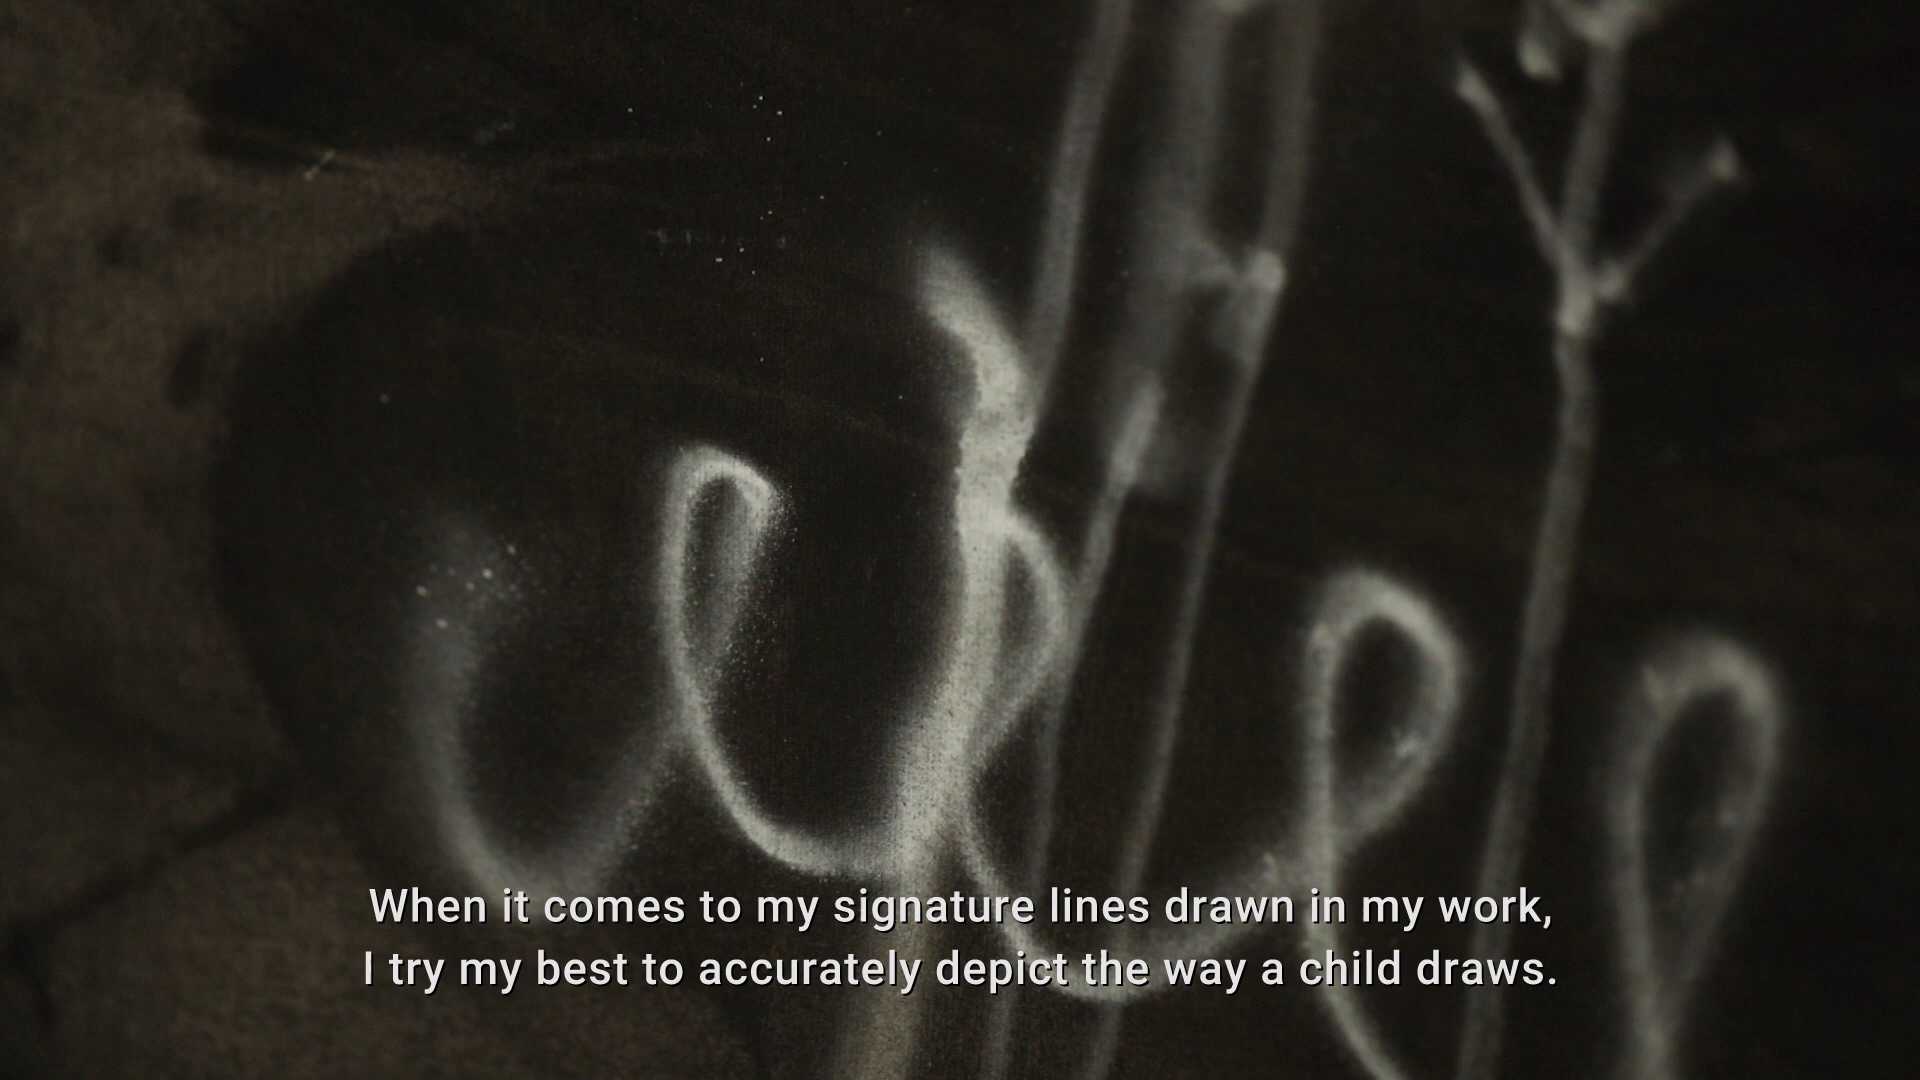 When it comes to my signature lines drawn in my work,
I try my best to accurately depict the way a child draws.